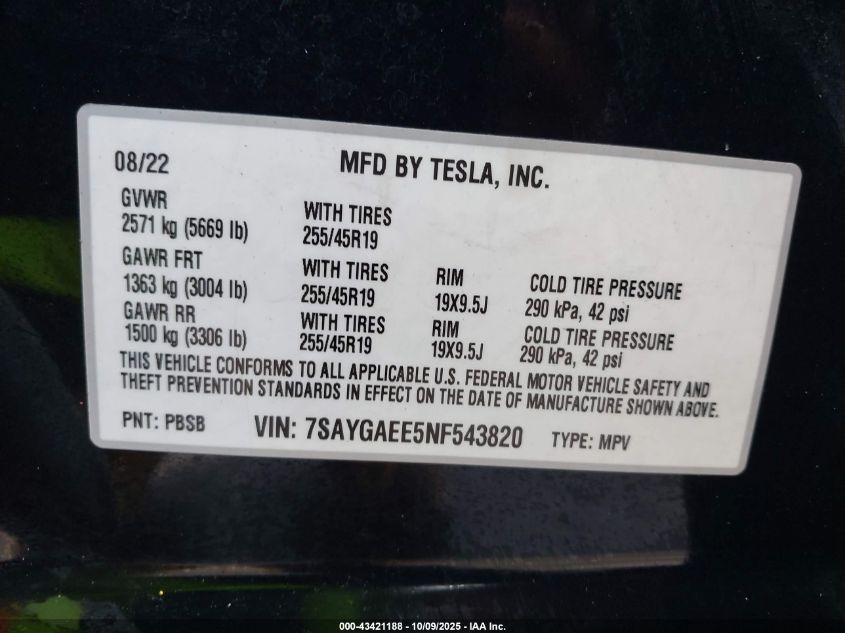 08/22 MFD BY TESLA, INC.
GVWR
2571 kg (5669 lb) WITH TIRES 255/45R19
GAWR FRT
1363 kg (3004 lb) WITH TIRES 255/45R19 RIM 19X9.5J COLD TIRE PRESSURE 290 kPa, 42 psi
GAWR RR
1500 kg (3306 lb) WITH TIRES 255/45R19 RIM 19X9.5J COLD TIRE PRESSURE 290 kPa, 42 psi
THIS VEHICLE CONFORMS TO ALL APPLICABLE U.S. FEDERAL MOTOR VEHICLE SAFETY AND
THEFT PREVENTION STANDARDS IN EFFECT ON THE DATE OF MANUFACTURE SHOWN ABOVE.
PNT: PBSB VIN: 7SAYGAEE5NF543820 TYPE: MPV
000-43421188 - 10/09/2025 - IAA Inc.